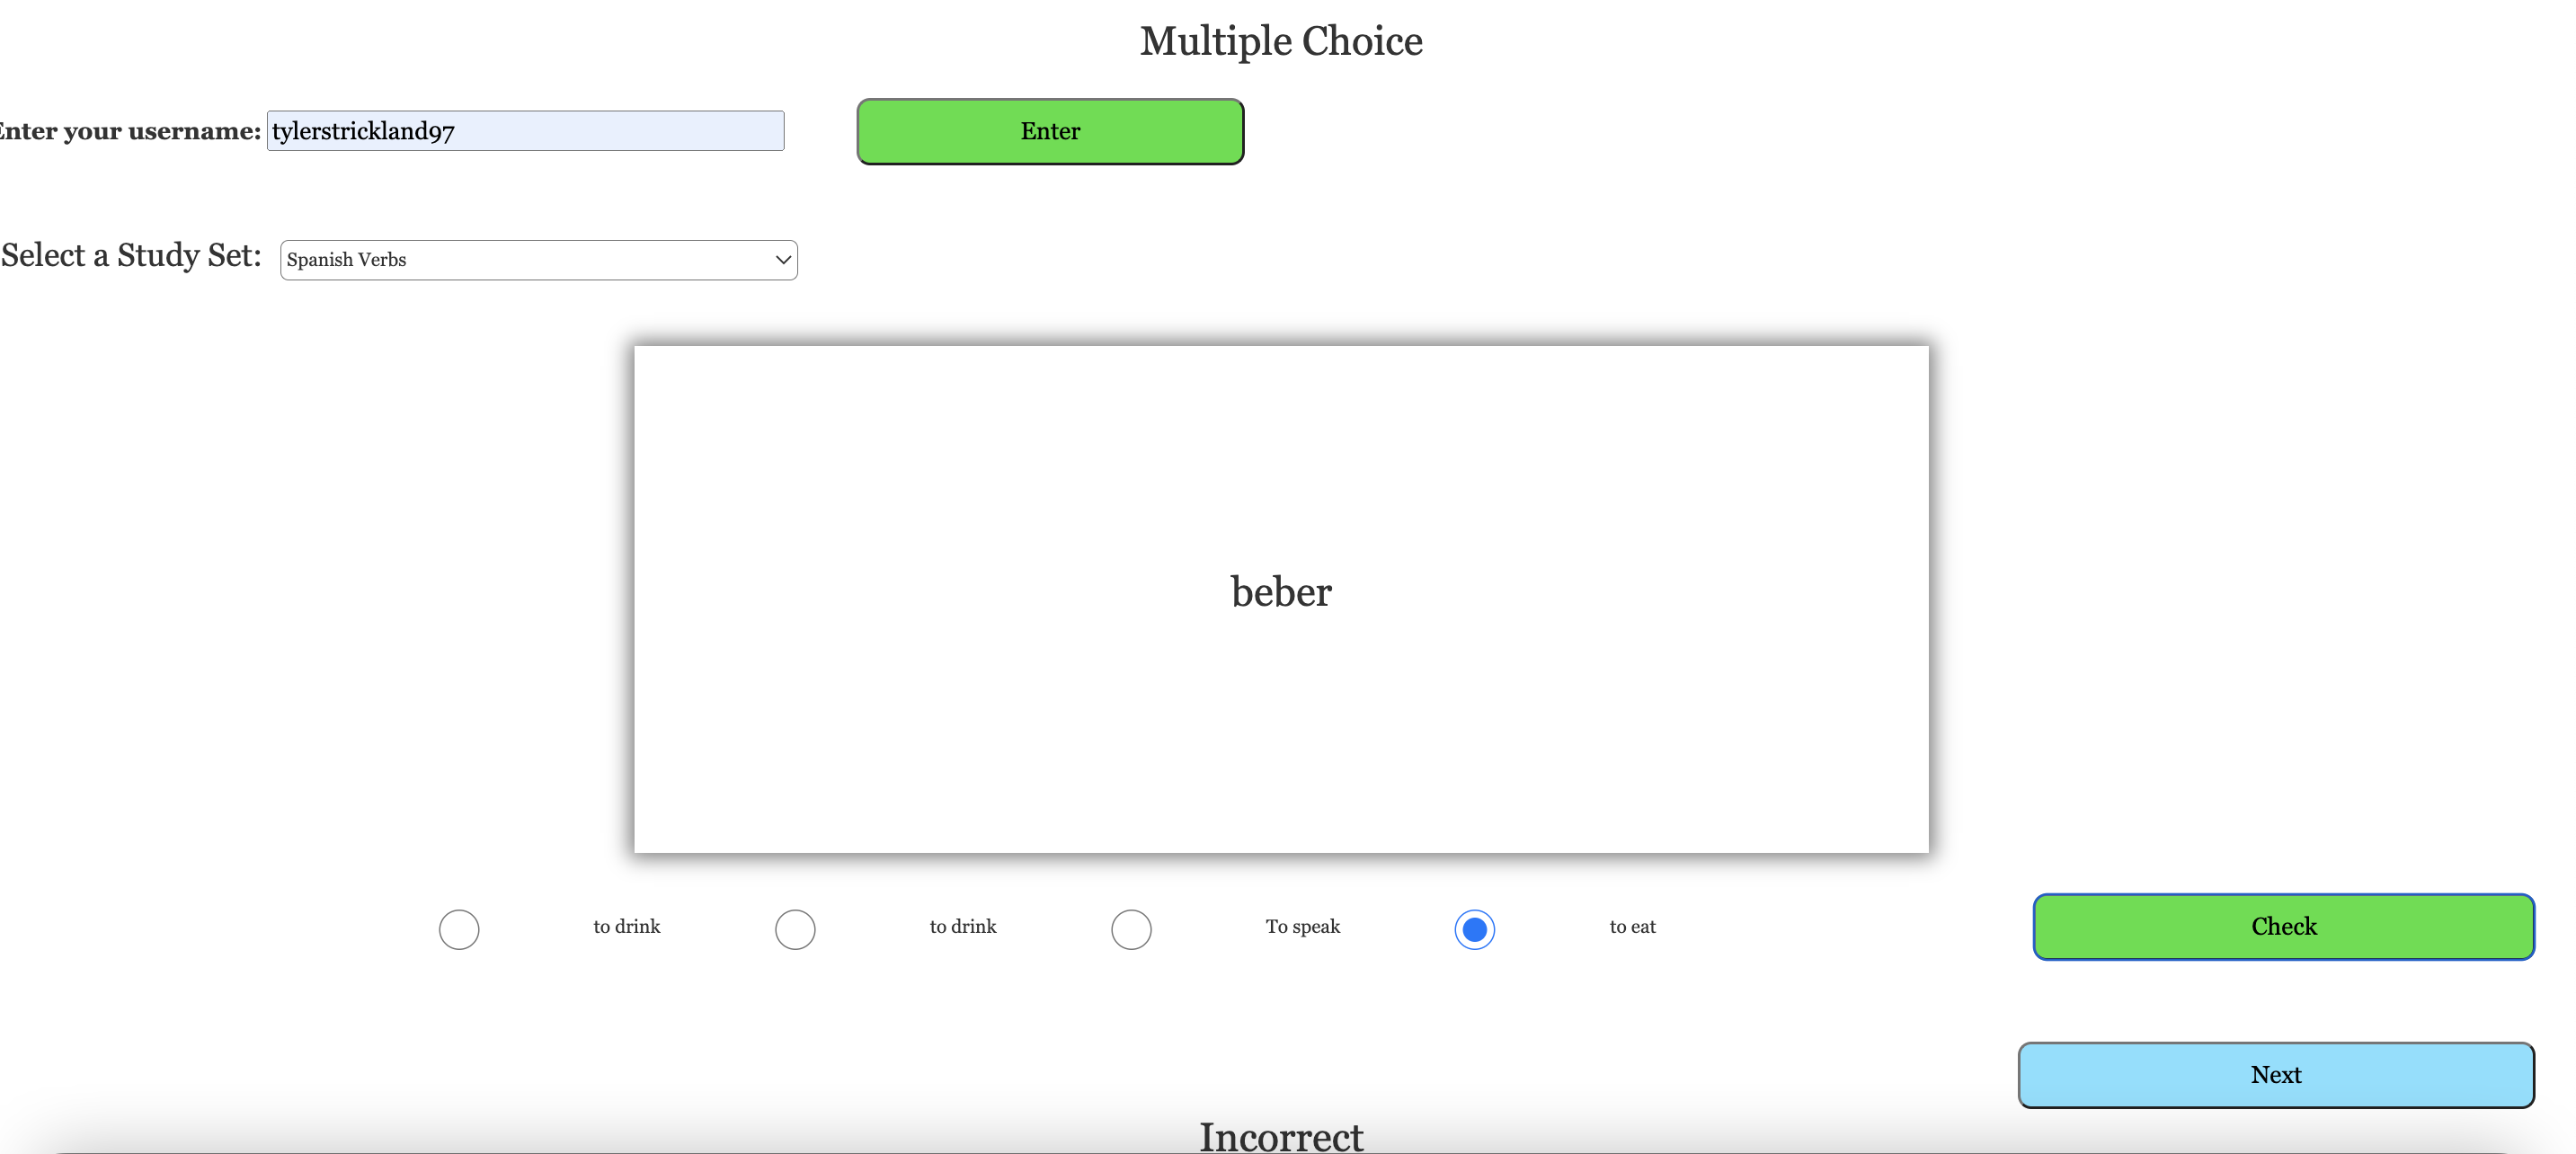 Multiple Choice
Enter your username: tylerstrickland97 Enter
Select a Study Set: Spanish Verbs
beber
to drink to drink To speak to eat Check
Next
Incorrect